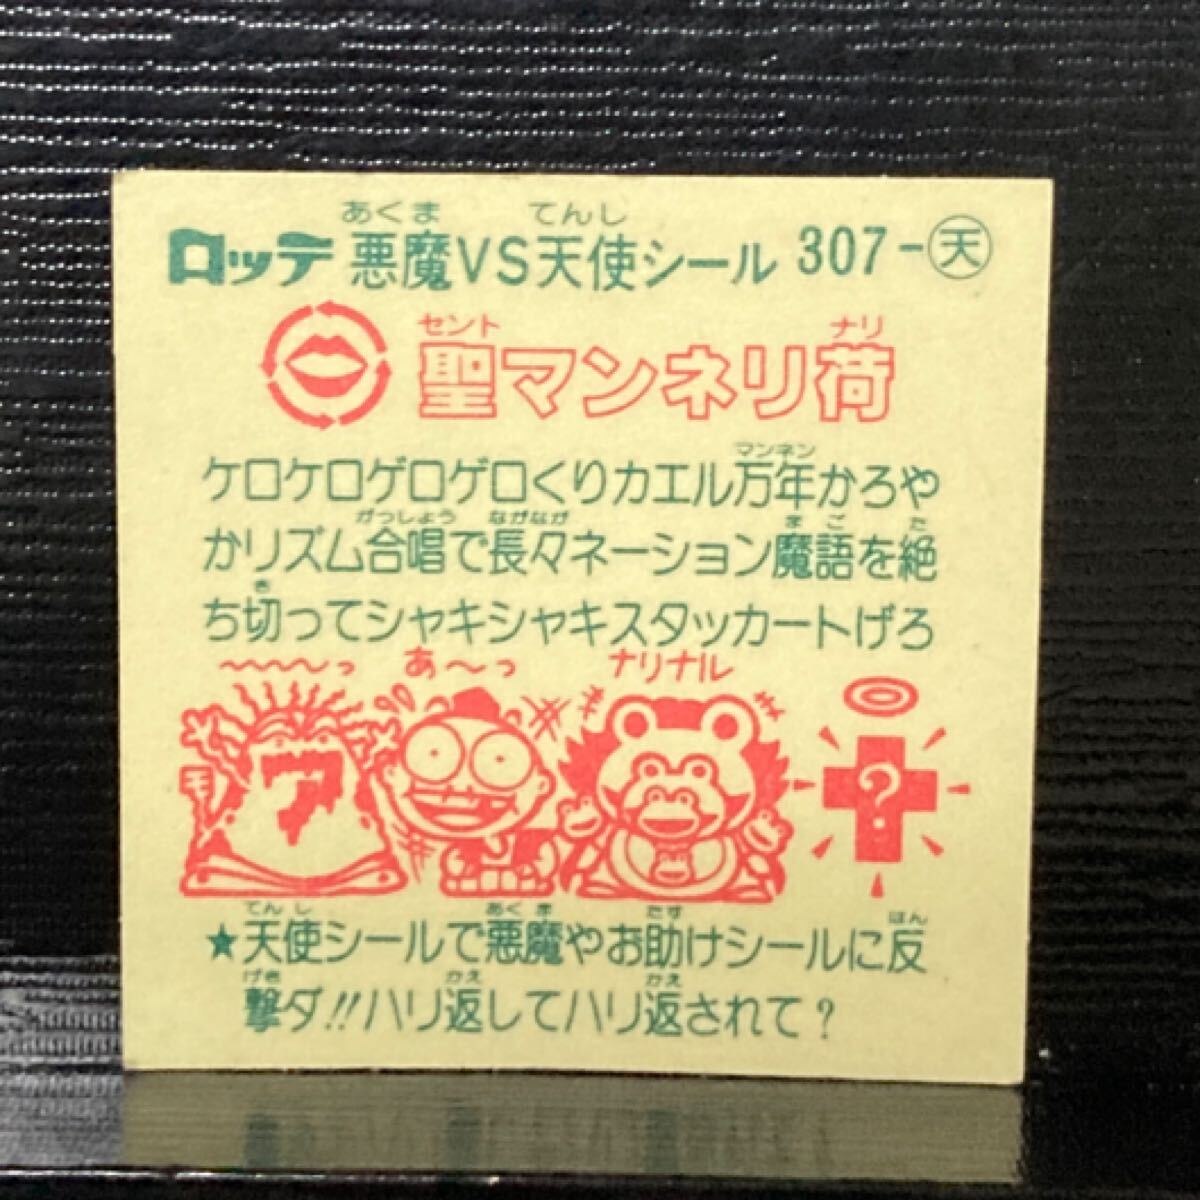 あくま てんし
ロッテ 悪魔VS天使シール 307-天
セント ナリ
聖マンネリ荷
マンネン
ケロケロゲロゲロくりカエル万年かろや
がっしょう ながなが まご た
かリズム合唱で長々ネーション魔語を絶
き
ち切ってシャキシャキスタッカートげろ
〜〜〜〜っ あ〜っ ナリナル
ア
?
てんし あくま たす はん
★天使シールで悪魔やお助けシールに反
げき かえ かえ
撃ダ!!ハリ返してハリ返されて?